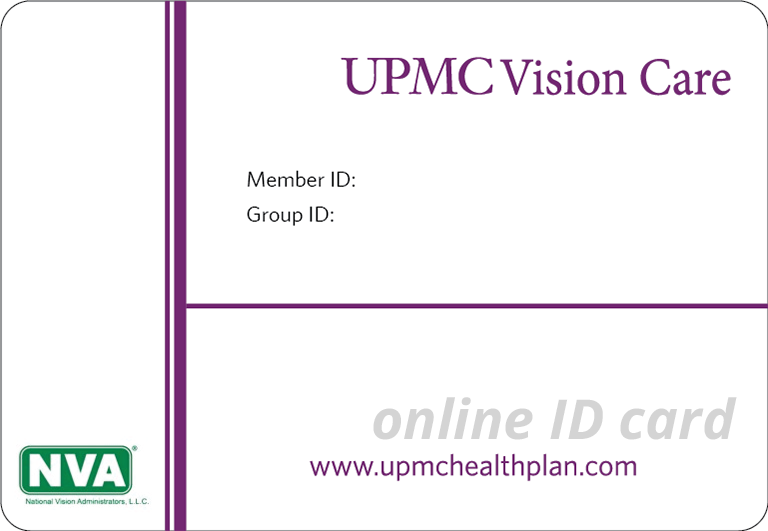 UPMC Vision Care
Member ID:
Group ID:
online ID card
www.upmchealthplan.com
NVA®
National Vision Administrators, L.L.C.